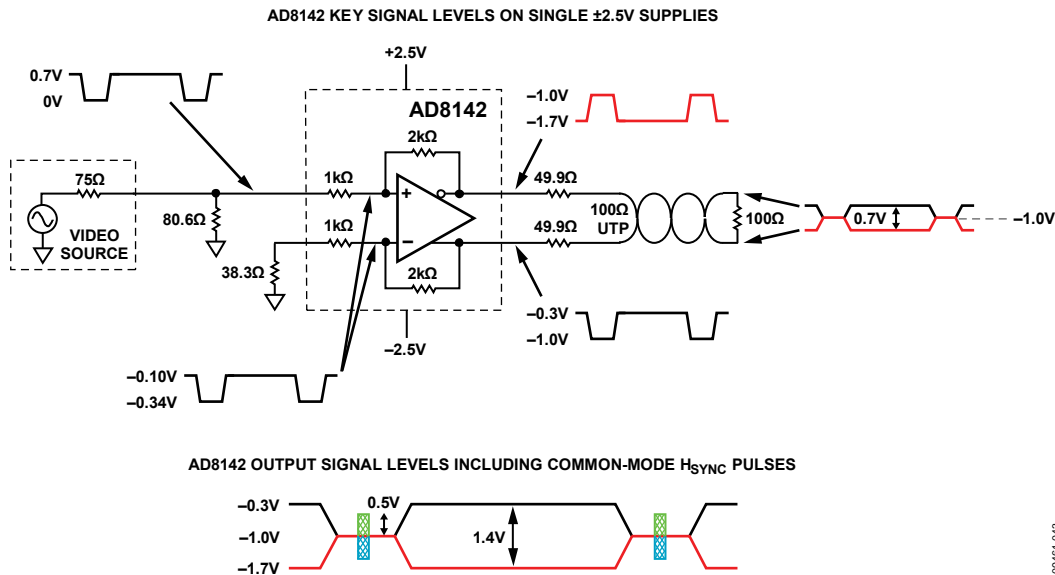 AD8142 KEY SIGNAL LEVELS ON SINGLE ±2.5V SUPPLIES
+2.5V
0.7V
0V
AD8142
–1.0V
–1.7V
2kΩ
75Ω
1kΩ
49.9Ω
80.6Ω
100Ω
UTP
100Ω
0.7V
–1.0V
VIDEO
SOURCE
1kΩ
49.9Ω
38.3Ω
2kΩ
–0.3V
–1.0V
–2.5V
–0.10V
–0.34V
AD8142 OUTPUT SIGNAL LEVELS INCLUDING COMMON-MODE HSYNC PULSES
–0.3V
0.5V
–1.0V
1.4V
–1.7V